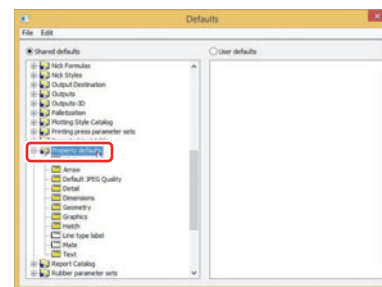 Defaults
File Edit
Shared defaults
User defaults
Nick Formulas
Nick Styles
Output Destination
Outputs
Outputs-3D
Palletization
Plotting Style Catalog
Printing press parameter sets
Property defaults
Arrow
Default JPEG Quality
Detail
Dimensions
Geometry
Graphics
Hatch
Line type label
Mate
Text
Report Catalog
Rubber parameter sets